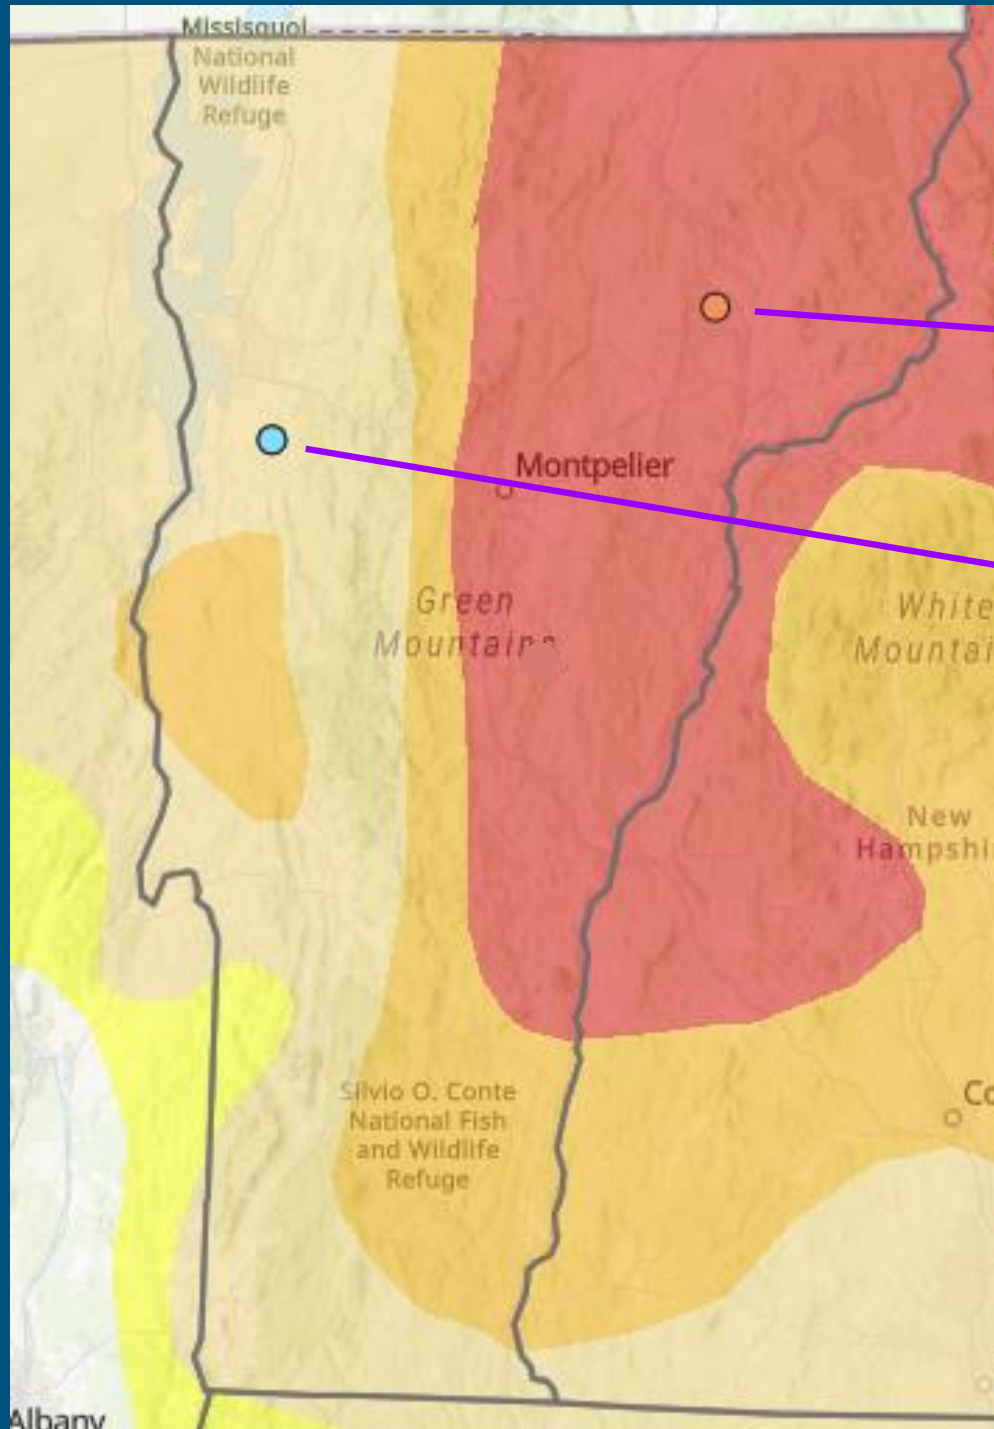 Missisquoi
National
Wildlife
Refuge
Montpelier
Green
Mountains
White
Mountai
New
Hampshi
Silvio O. Conte
National Fish
and Wildlife
Refuge
Co
Albany